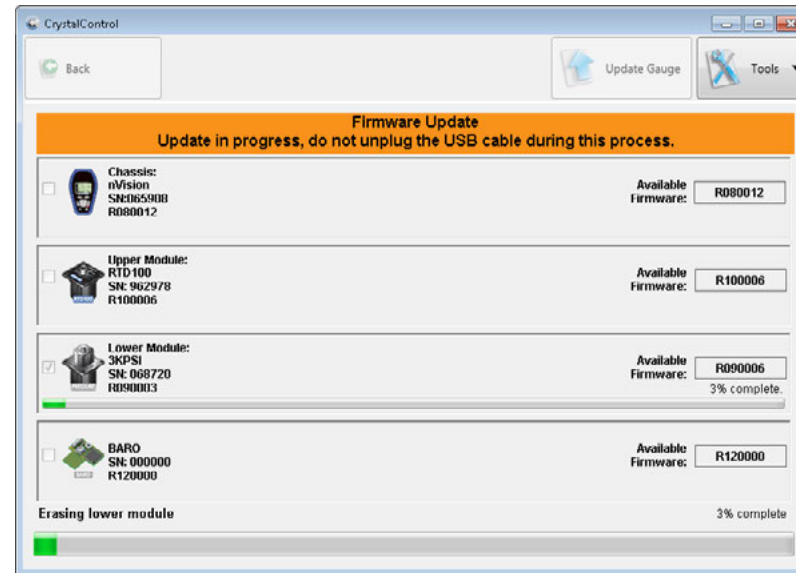 CrystalControl
Back
Update Gauge
Tools
Firmware Update
Update in progress, do not unplug the USB cable during this process.
Chassis:
nVision
SN:065908
R080012
Available
Firmware:
R080012
Upper Module:
RTD100
SN: 962978
R100006
Available
Firmware:
R100006
Lower Module:
3KPSI
SN: 068720
R090003
Available
Firmware:
R090006
3% complete.
BARO
SN: 000000
R120000
Available
Firmware:
R120000
Erasing lower module
3% complete